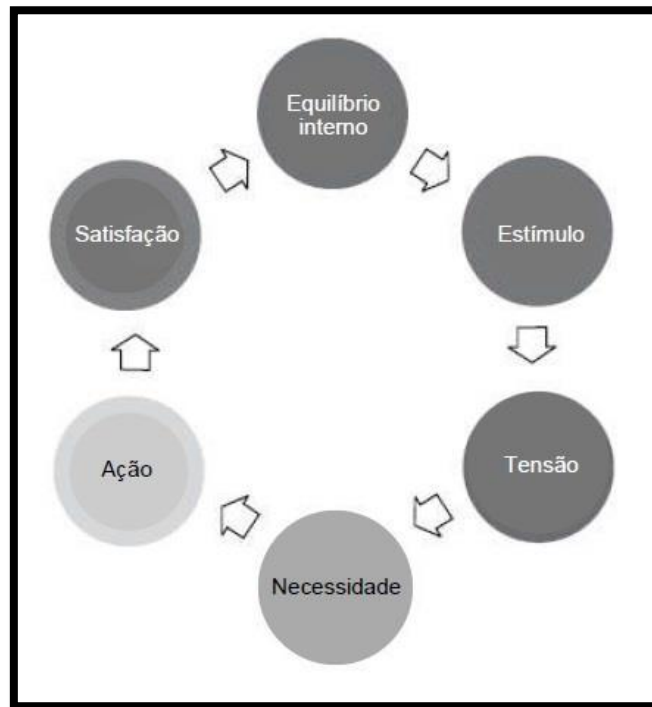 Equilíbrio
interno
Estímulo
Tensão
Necessidade
Ação
Satisfação